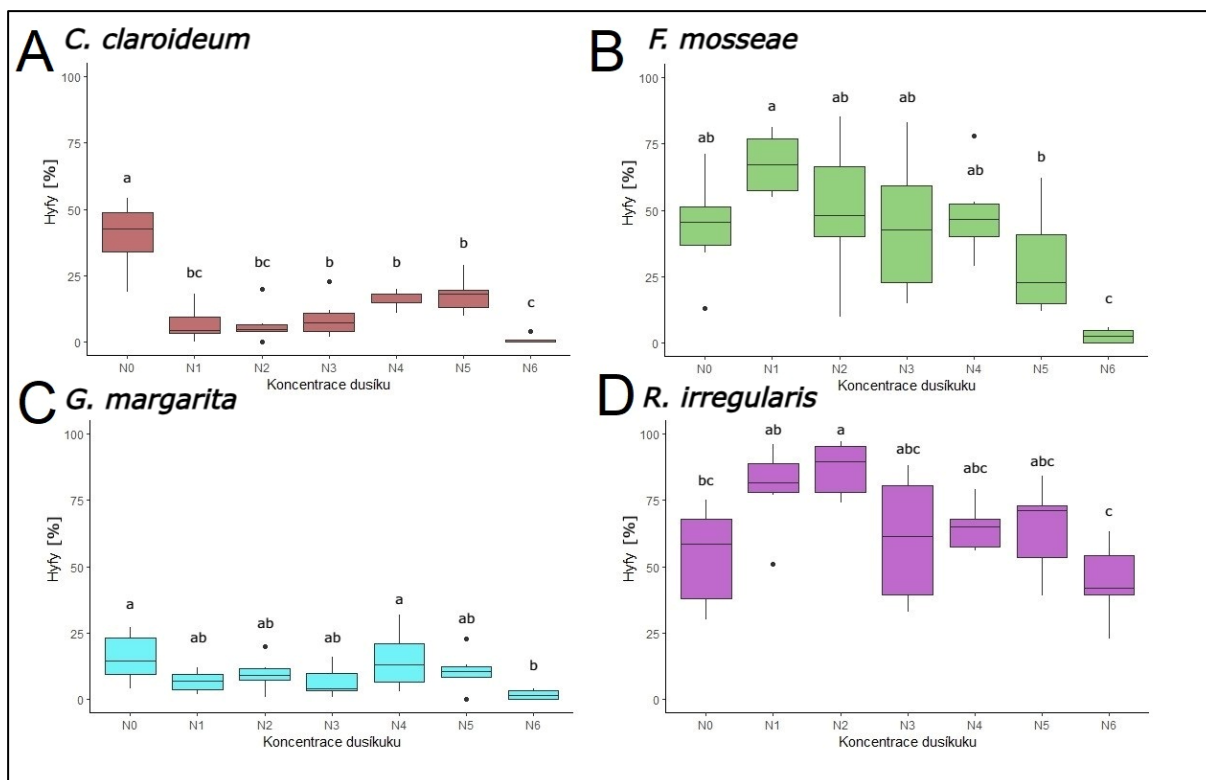 A C. claroideum
100
75
50
25
0
Hyfy [%]
a
bc
bc
b
b
b
c
N0 N1 N2 N3 N4 N5 N6
Koncentrace dusíkuku
B F. mosseae
100
75
50
25
0
Hyfy [%]
ab
a
ab
ab
ab
b
c
N0 N1 N2 N3 N4 N5 N6
Koncentrace dusíkuku
C G. margarita
100
75
50
25
0
Hyfy [%]
a
ab
ab
ab
a
ab
b
N0 N1 N2 N3 N4 N5 N6
Koncentrace dusíkuku
D R. irregularis
100
75
50
25
0
Hyfy [%]
bc
ab
a
abc
abc
abc
c
N0 N1 N2 N3 N4 N5 N6
Koncentrace dusíkuku